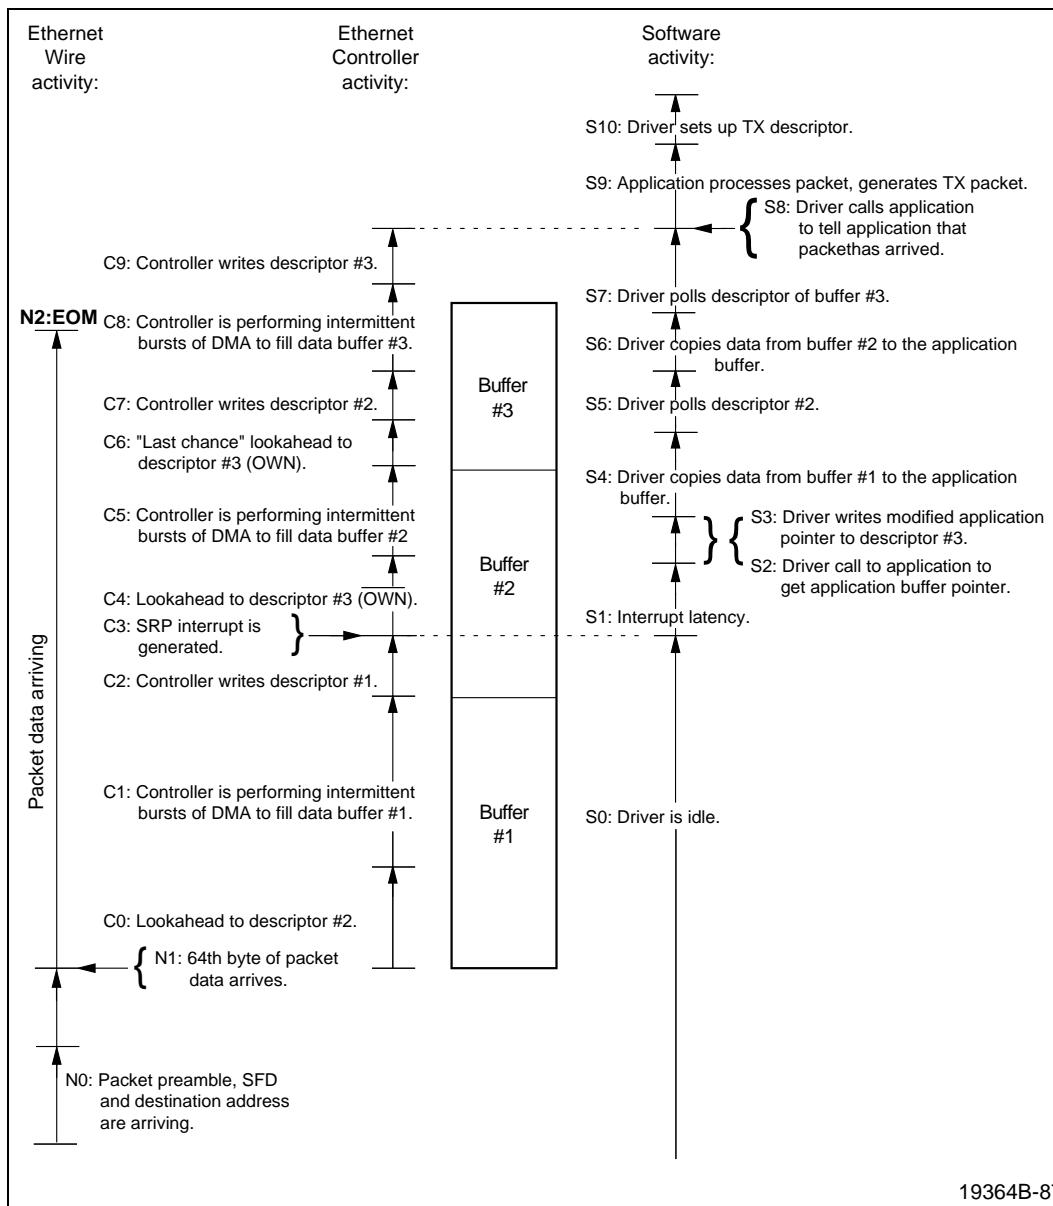 Ethernet
Wire
activity:
Ethernet
Controller
activity:
Software
activity:
S10: Driver sets up TX descriptor.
S9: Application processes packet, generates TX packet.
S8: Driver calls application
to tell application that
packethas arrived.
C9: Controller writes descriptor #3.
S7: Driver polls descriptor of buffer #3.
N2:EOM
C8: Controller is performing intermittent
bursts of DMA to fill data buffer #3.
S6: Driver copies data from buffer #2 to the application
buffer.
Buffer
#3
C7: Controller writes descriptor #2.
S5: Driver polls descriptor #2.
C6: "Last chance" lookahead to
descriptor #3 (OWN).
S4: Driver copies data from buffer #1 to the application
buffer.
C5: Controller is performing intermittent
bursts of DMA to fill data buffer #2
S3: Driver writes modified application
pointer to descriptor #3.
Buffer
#2
S2: Driver call to application to
get application buffer pointer.
C4: Lookahead to descriptor #3 (O̅W̅N̅).
S1: Interrupt latency.
C3: SRP interrupt is
generated.
C2: Controller writes descriptor #1.
Packet data arriving
C1: Controller is performing intermittent
bursts of DMA to fill data buffer #1.
Buffer
#1
S0: Driver is idle.
C0: Lookahead to descriptor #2.
N1: 64th byte of packet
data arrives.
N0: Packet preamble, SFD
and destination address
are arriving.